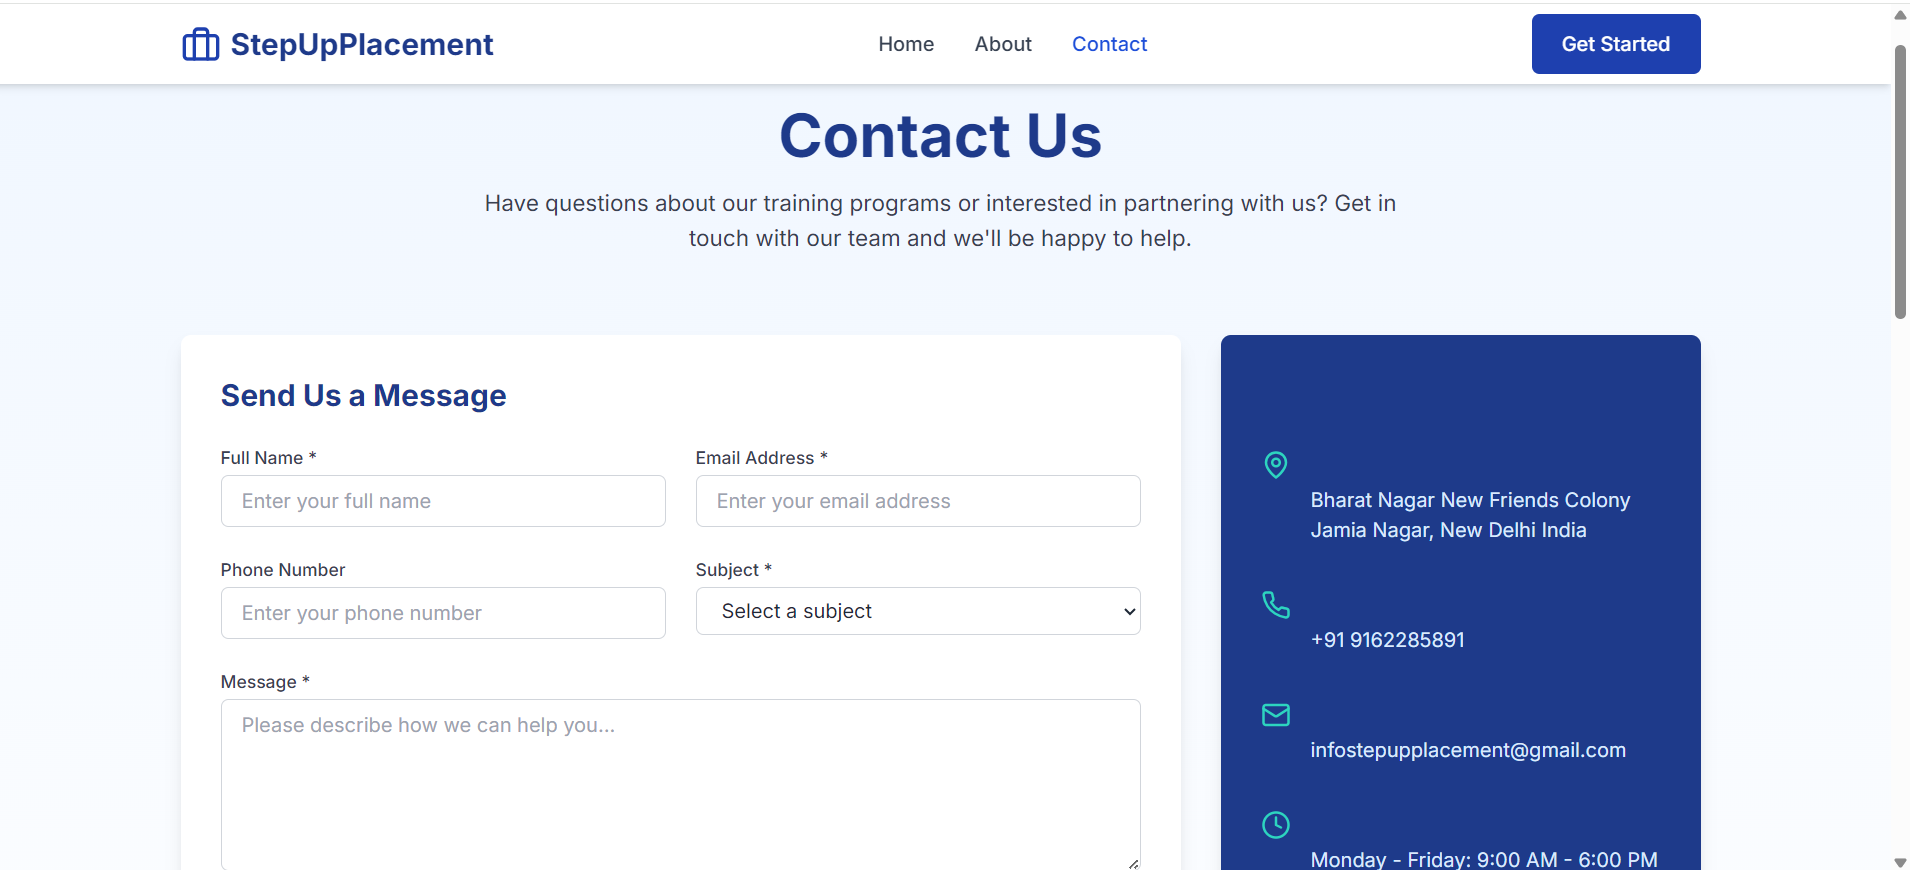 StepUpPlacement
Home
About
Contact
Get Started
Contact Us
Have questions about our training programs or interested in partnering with us? Get in
touch with our team and we'll be happy to help.
Send Us a Message
Full Name *
Enter your full name
Email Address *
Enter your email address
Phone Number
Enter your phone number
Subject *
Select a subject
Message *
Please describe how we can help you...
Bharat Nagar New Friends Colony
Jamia Nagar, New Delhi India
+91 9162285891
infostepupplacement@gmail.com
Monday - Friday: 9:00 AM - 6:00 PM